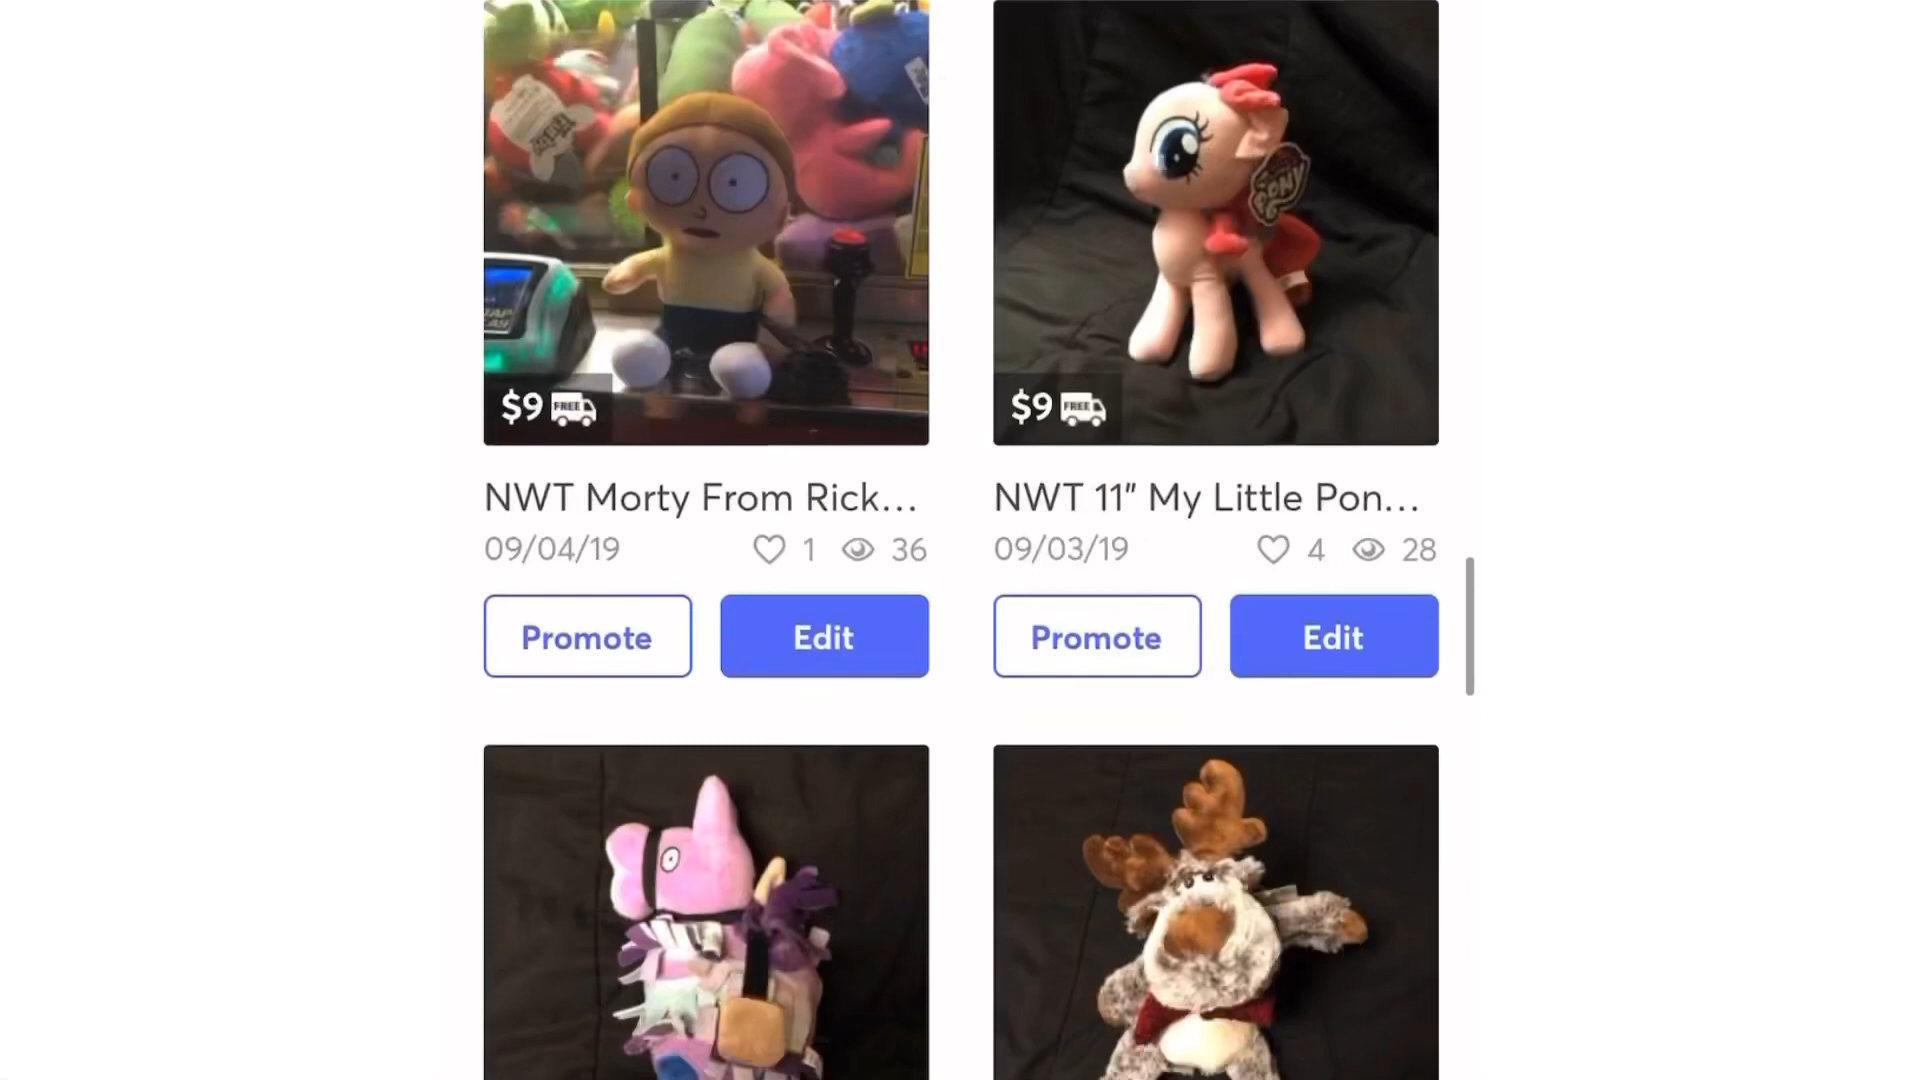 PONY
$9 FREE
$9 FREE
NWT Morty From Rick...
NWT 11" My Little Pon...
09/04/19
1
36
09/03/19
4
28
Promote
Edit
Promote
Edit